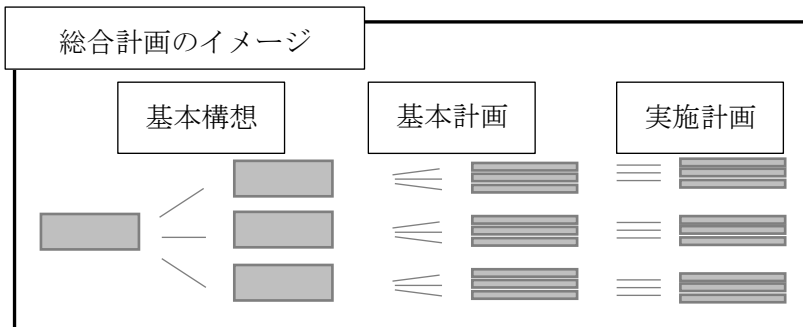 総合計画のイメージ
基本構想
基本計画
実施計画